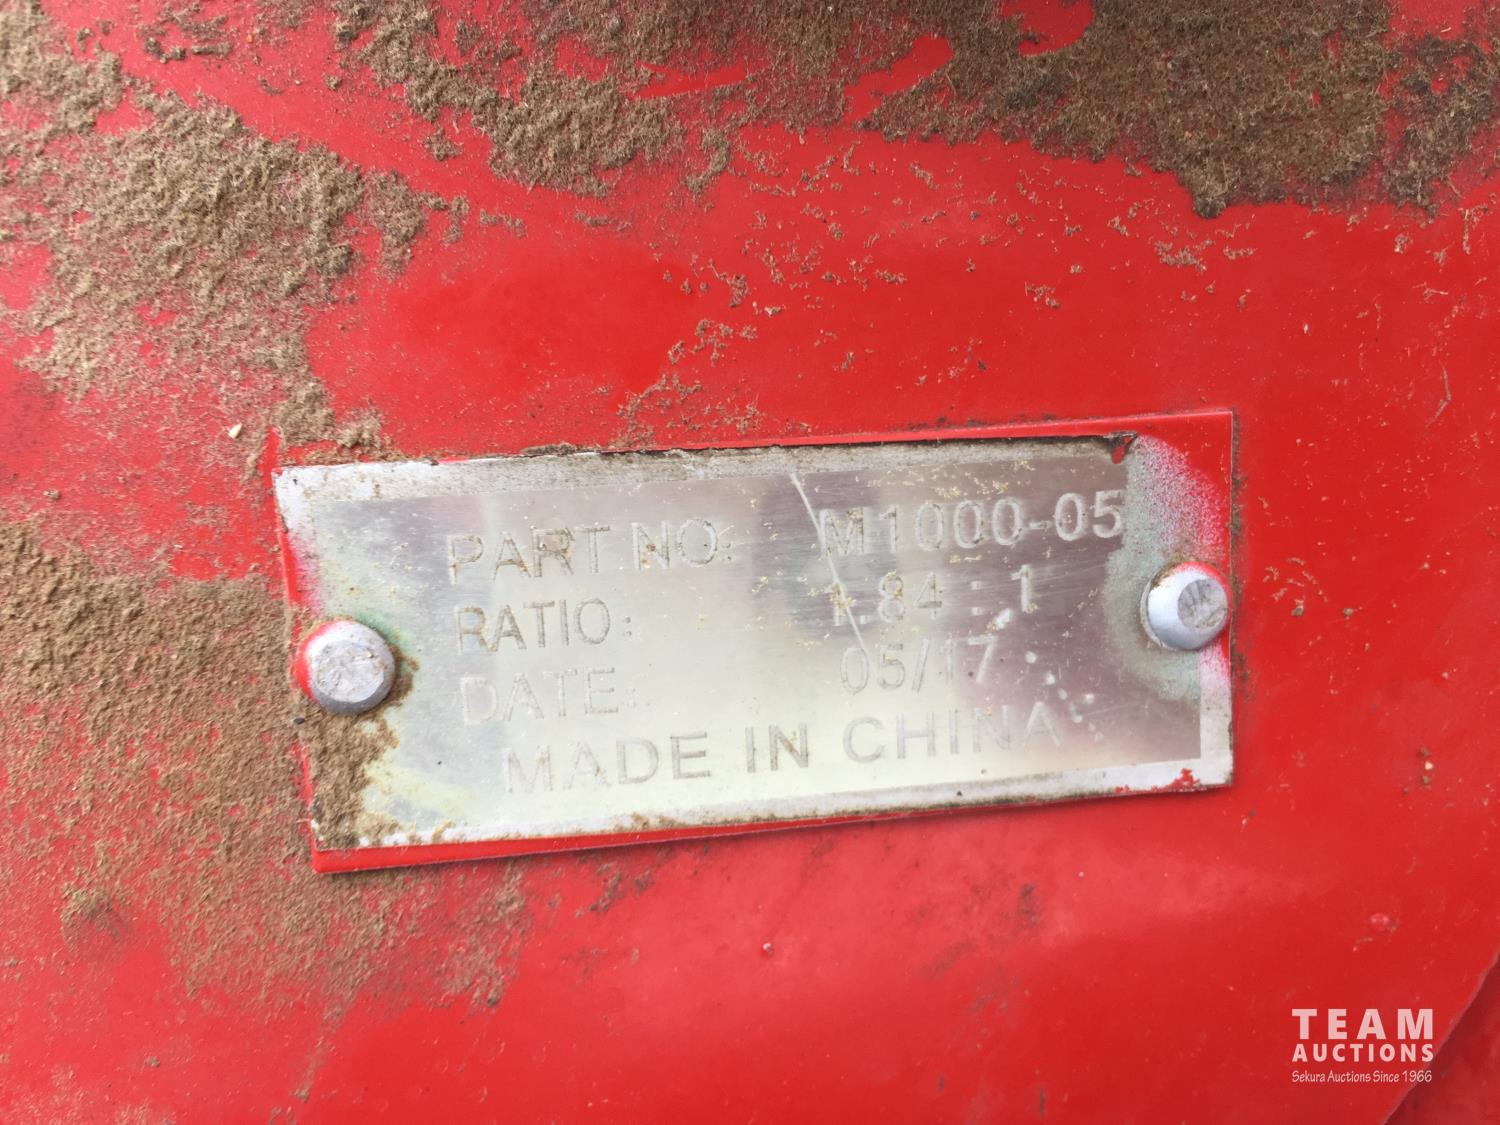 PART NO: M1000-05
RATIO: 1.84 : 1
DATE: 05/17
MADE IN CHINA
TEAM
AUCTIONS
Sekura Auctions Since 1966